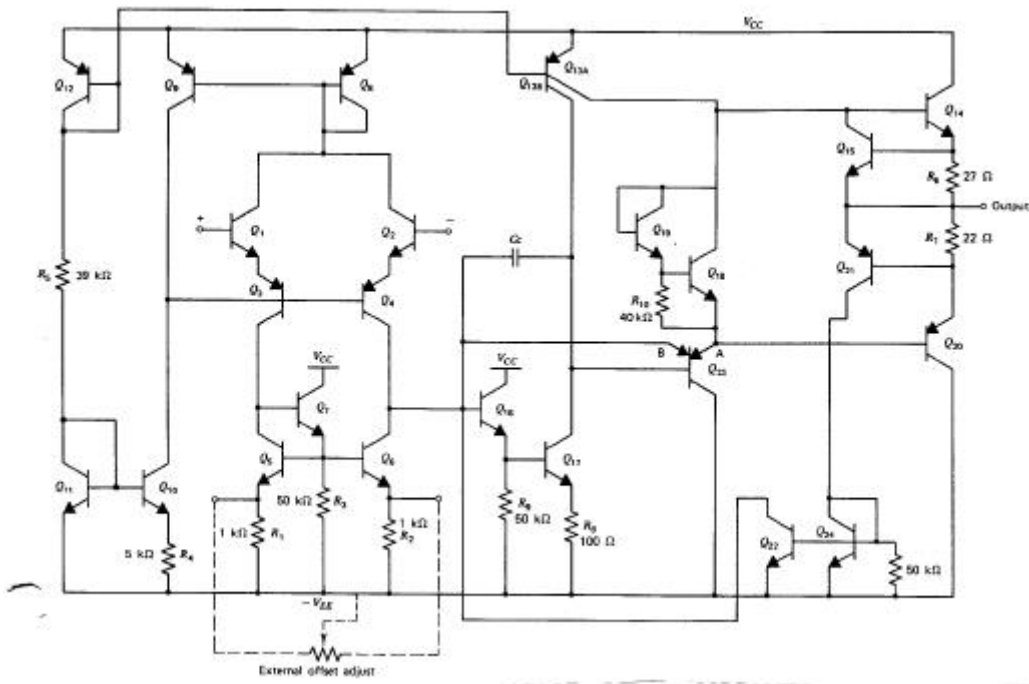 V_CC
Q_12
Q_9
Q_8
Q_13A
Q_13B
Q_14
Q_15
R_6 27 Ω
Output
R_7 22 Ω
+
Q_1
Q_2
−
Q_19
R_5 39 kΩ
Q_3
Q_4
C_C
Q_18
Q_21
R_10
40 kΩ
B
A
Q_20
V_CC
V_CC
Q_23
Q_7
Q_16
Q_5
Q_6
Q_17
Q_11
Q_10
50 kΩ R_3
Q_22
Q_24
5 kΩ R_4
1 kΩ R_1
1 kΩ
R_2
R_9
50 kΩ
R_8
100 Ω
50 kΩ
−V_EE
External offset adjust